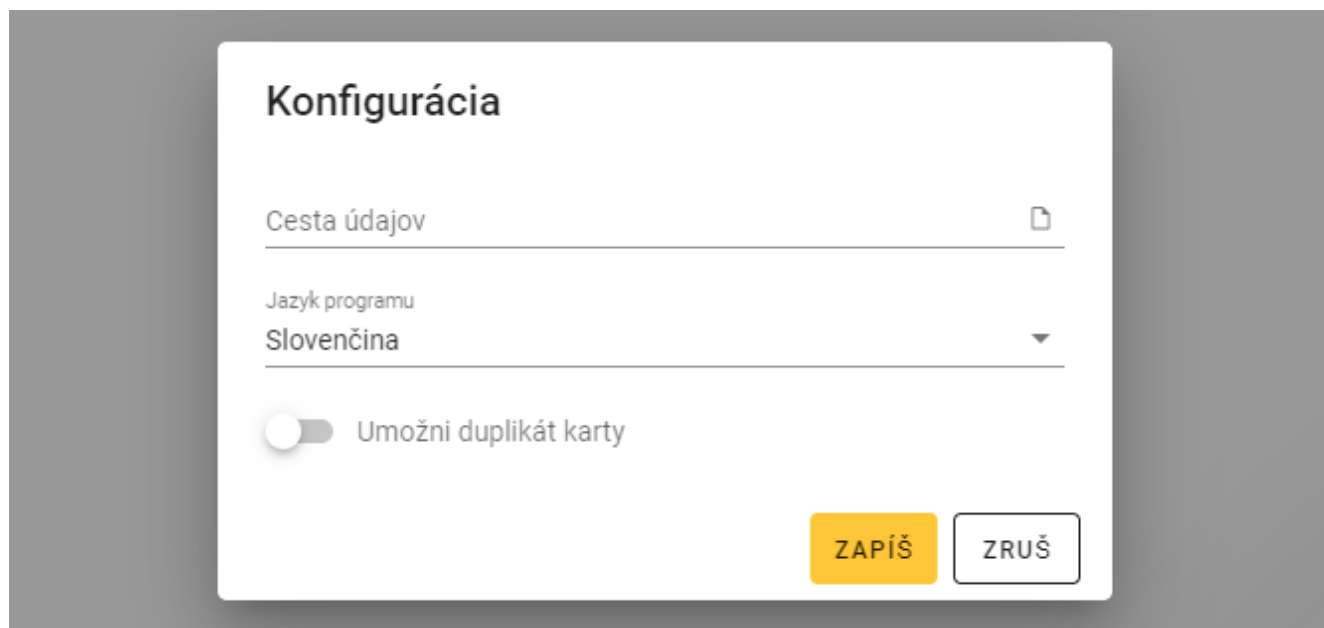 Konfigurácia
Cesta údajov
Jazyk programu
Slovenčina
Umožni duplikát karty
ZAPÍŠ ZRUŠ